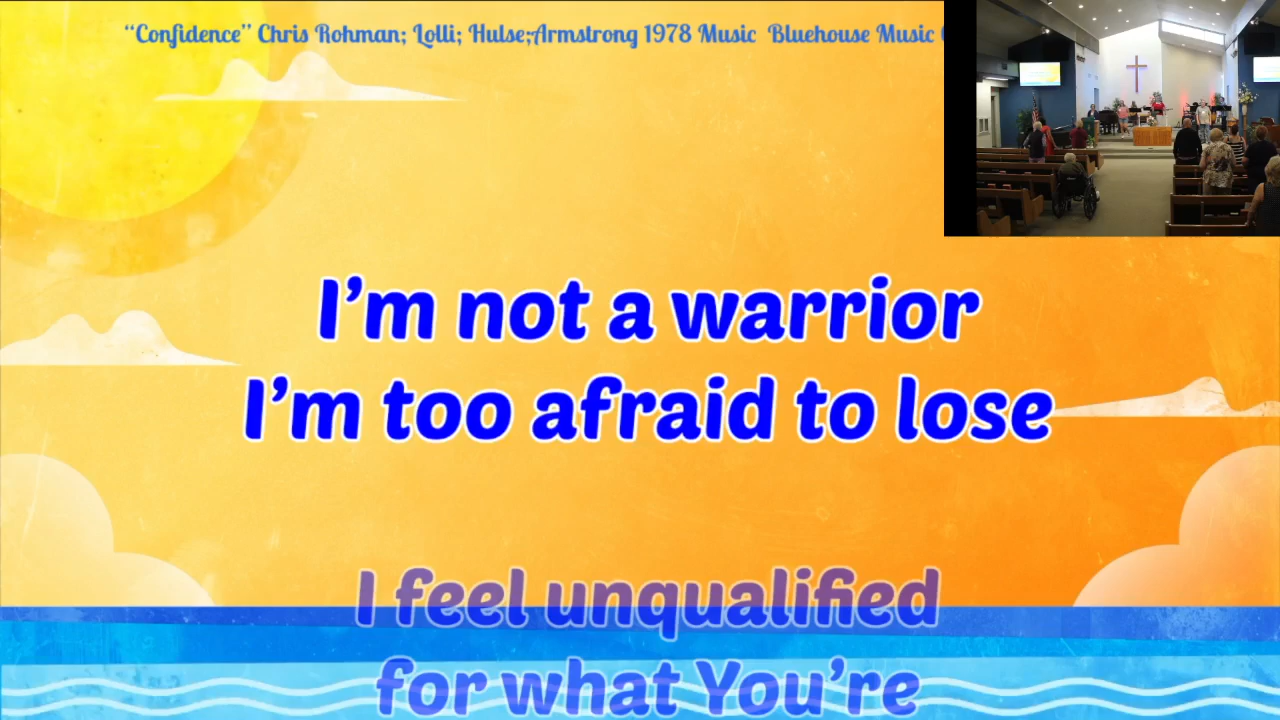 “Confidence” Chris Rohman; Lolli; Hulse;Armstrong 1978 Music Bluehouse Music
I’m not a warrior
I’m too afraid to lose
I feel unqualified
for what You’re